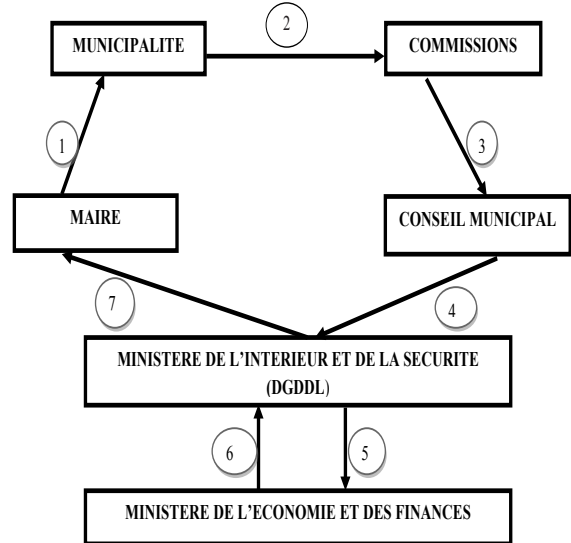 2
MUNICIPALITE
COMMISSIONS
1
3
MAIRE
CONSEIL MUNICIPAL
7
4
MINISTERE DE L’INTERIEUR ET DE LA SECURITE
(DGDDL)
6
5
MINISTERE DE L’ECONOMIE ET DES FINANCES